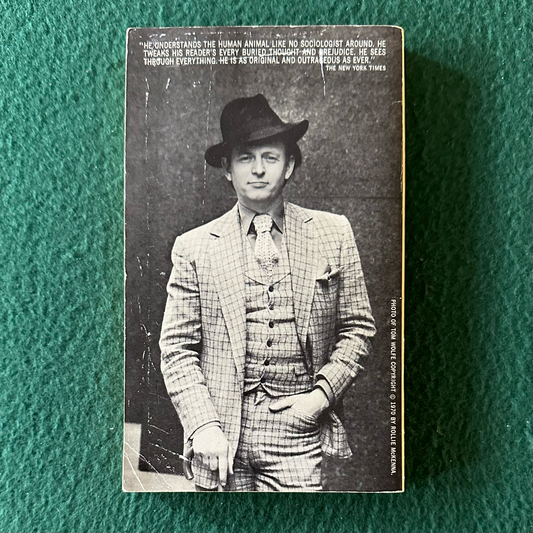 "HE UNDERSTANDS THE HUMAN ANIMAL LIKE NO SOCIOLOGIST AROUND. HE
TWEAKS HIS READER'S EVERY BURIED THOUGHT AND PREJUDICE. HE SEES
THROUGH EVERYTHING. HE IS AS ORIGINAL AND OUTRAGEOUS AS EVER."
THE NEW YORK TIMES
PHOTO OF TOM WOLFE COPYRIGHT © 1970 BY ROLLIE McKENNA.